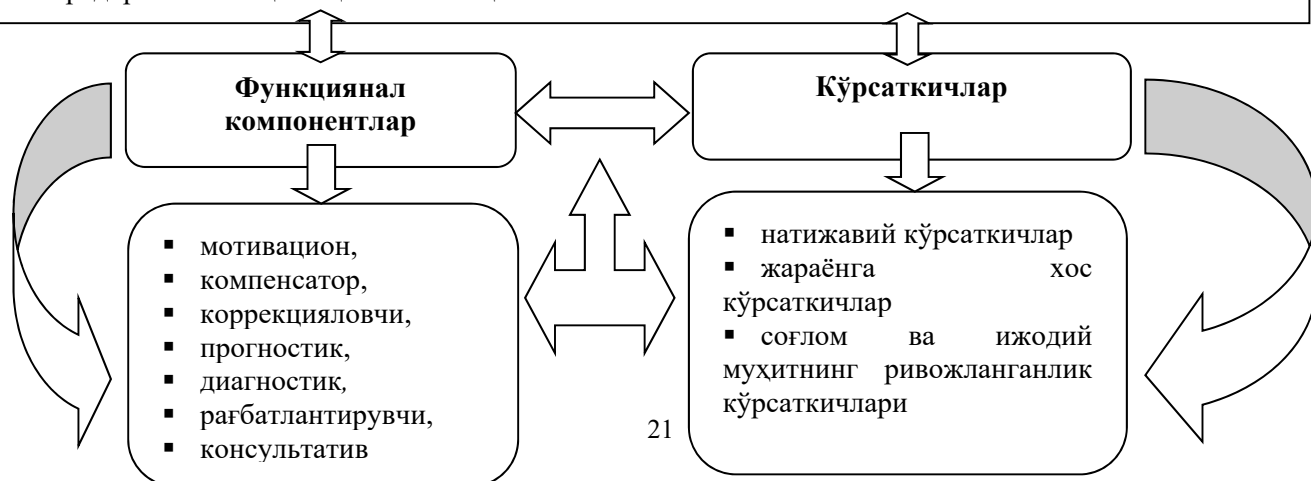 Функциянал
компонентлар
Кўрсаткичлар
▪ мотивацион,
▪ компенсатор,
▪ коррекцияловчи,
▪ прогностик,
▪ диагностик,
▪ рағбатлантирувчи,
▪ консультатив
▪ натижавий кўрсаткичлар
▪ жараёнга хос
кўрсаткичлар
▪ соғлом ва ижодий
муҳитнинг ривожланганлик
кўрсаткичлари
21